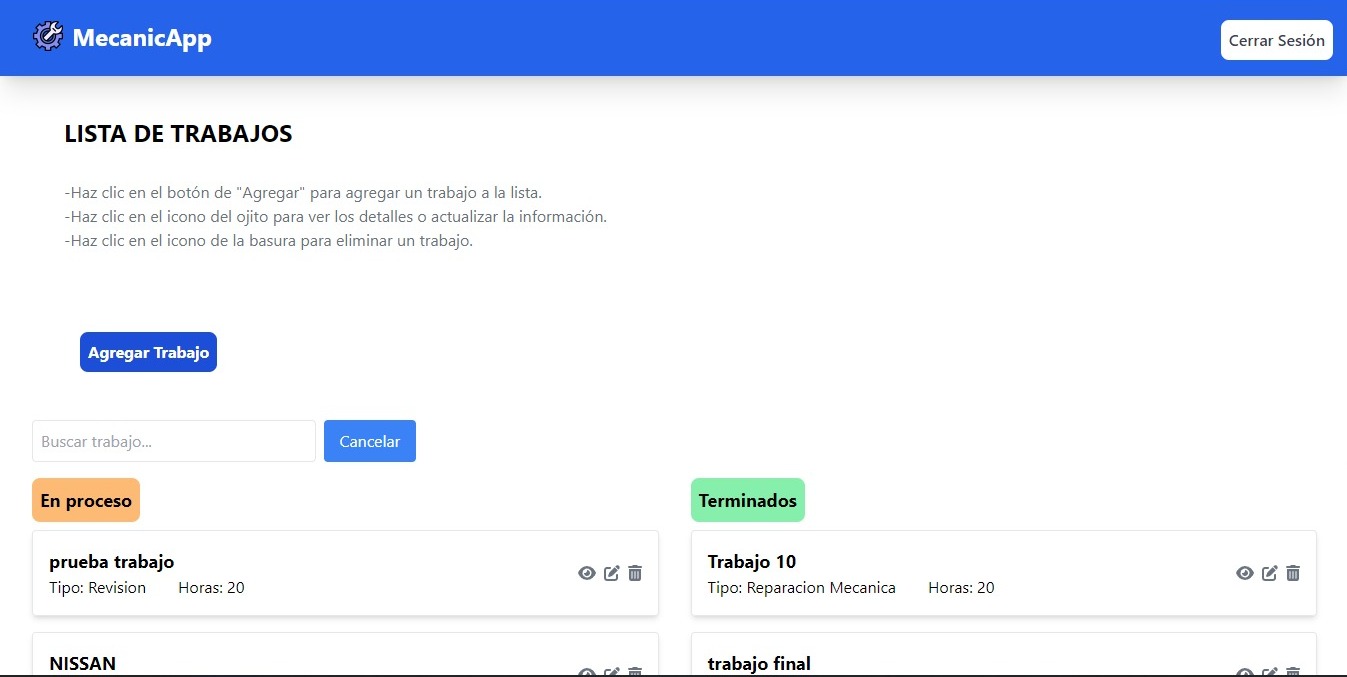 MecanicApp
Cerrar Sesión
LISTA DE TRABAJOS
-Haz clic en el botón de "Agregar" para agregar un trabajo a la lista.
-Haz clic en el icono del ojito para ver los detalles o actualizar la información.
-Haz clic en el icono de la basura para eliminar un trabajo.
Agregar Trabajo
Buscar trabajo...
Cancelar
En proceso
prueba trabajo
Tipo: Revision Horas: 20
NISSAN
Terminados
Trabajo 10
Tipo: Reparacion Mecanica Horas: 20
trabajo final